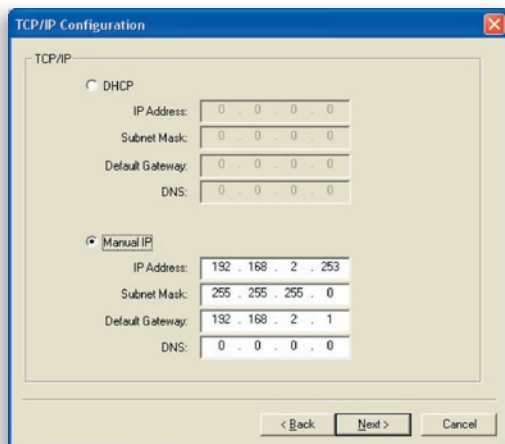 TCP/IP Configuration
TCP/IP
DHCP
IP Address: 0 . 0 . 0 . 0
Subnet Mask: 0 . 0 . 0 . 0
Default Gateway: 0 . 0 . 0 . 0
DNS: 0 . 0 . 0 . 0
Manual IP
IP Address: 192 . 168 . 2 . 253
Subnet Mask: 255 . 255 . 255 . 0
Default Gateway: 192 . 168 . 2 . 1
DNS: 0 . 0 . 0 . 0
< Back Next > Cancel